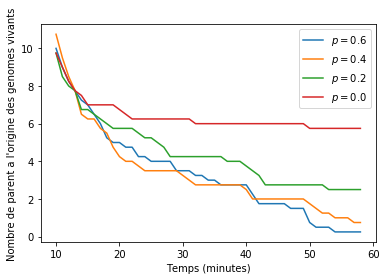 Nombre de parent a l'origine des genomes vivants
10
8
6
4
2
0
p = 0.6
p = 0.4
p = 0.2
p = 0.0
10 20 30 40 50 60
Temps (minutes)